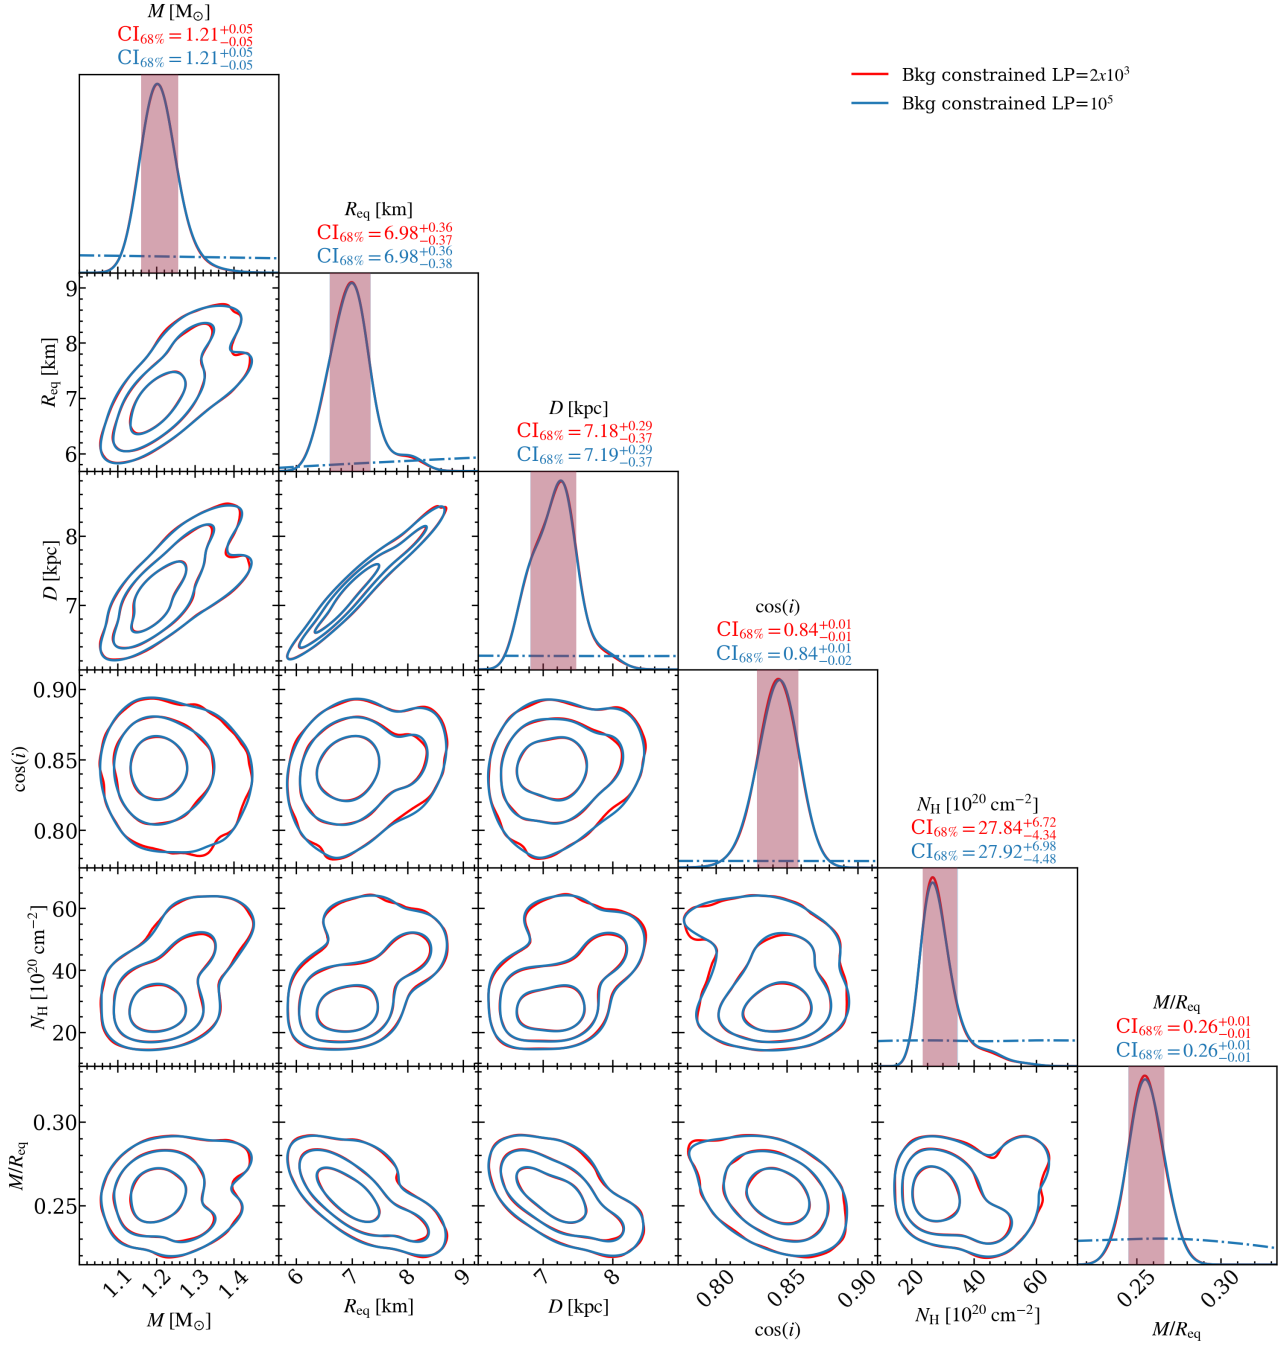 M [M☉]
CI68% = 1.21 +0.05 −0.05
CI68% = 1.21 +0.05 −0.05
Bkg constrained LP=2x10³
Bkg constrained LP=10⁵
Req [km]
CI68% = 6.98 +0.36 −0.37
CI68% = 6.98 +0.36 −0.38
9
8
7
6
Req [km]
D [kpc]
CI68% = 7.18 +0.29 −0.37
CI68% = 7.19 +0.29 −0.37
8
7
D [kpc]
cos(i)
CI68% = 0.84 +0.01 −0.01
CI68% = 0.84 +0.01 −0.02
0.90
0.85
0.80
cos(i)
NH [10²⁰ cm⁻²]
CI68% = 27.84 +6.72 −4.34
CI68% = 27.92 +6.98 −4.48
60
40
20
NH [10²⁰ cm⁻²]
M/Req
CI68% = 0.26 +0.01 −0.01
CI68% = 0.26 +0.01 −0.01
0.30
0.25
M/Req
1.1 1.2 1.3 1.4
6 7 8 9
7 8
0.80 0.85 0.90
20 40 60
0.25 0.30
M [M☉]
Req [km]
D [kpc]
cos(i)
NH [10²⁰ cm⁻²]
M/Req